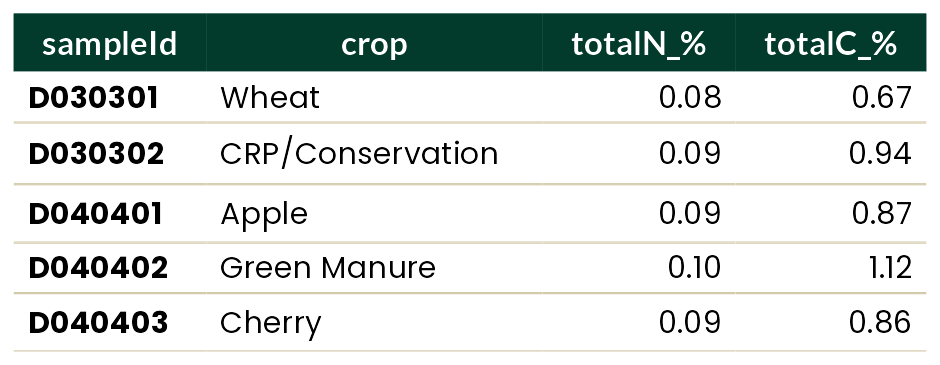 sampleId crop totalN_% totalC_%
D030301 Wheat 0.08 0.67
D030302 CRP/Conservation 0.09 0.94
D040401 Apple 0.09 0.87
D040402 Green Manure 0.10 1.12
D040403 Cherry 0.09 0.86